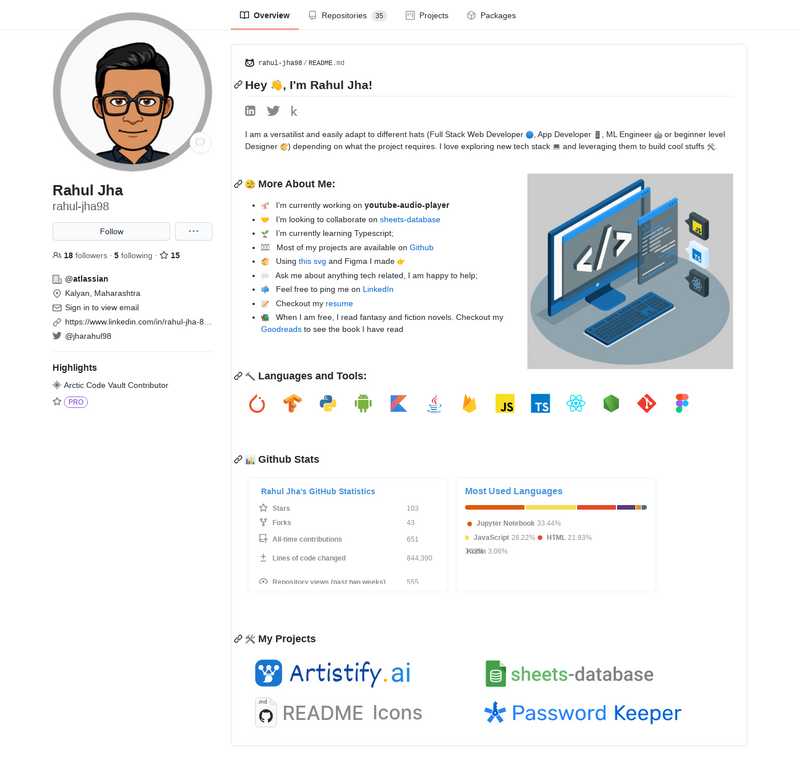 Overview Repositories 35 Projects Packages
rahul-jha98 / README.md
Hey 👋, I'm Rahul Jha!
k
I am a versatilist and easily adapt to different hats (Full Stack Web Developer 🌐, App Developer 📱, ML Engineer 🤖 or beginner level
Designer 🎨) depending on what the project requires. I love exploring new tech stack 💻 and leveraging them to build cool stuffs 🛠.
Rahul Jha
rahul-jha98
Follow
...
18 followers · 5 following · 15
@atlassian
Kalyan, Maharashtra
Sign in to view email
https://www.linkedin.com/in/rahul-jha-8...
@jharahul98
Highlights
Arctic Code Vault Contributor
PRO
More About Me:
I'm currently working on youtube-audio-player
I'm looking to collaborate on sheets-database
I'm currently learning Typescript;
Most of my projects are available on Github
Using this svg and Figma I made
Ask me about anything tech related, I am happy to help;
Feel free to ping me on LinkedIn
Checkout my resume
When I am free, I read fantasy and fiction novels. Checkout my
Goodreads to see the book I have read
</>
JS
TS
Languages and Tools:
JS TS
Github Stats
Rahul Jha's GitHub Statistics
Stars 103
Forks 43
All-time contributions 651
Lines of code changed 844,390
Repository views (past two weeks) 555
Most Used Languages
Jupyter Notebook 33.44%
JavaScript 28.22% HTML 21.83%
3.06%
My Projects
Artistify.ai
sheets-database
.md
README Icons
Password Keeper